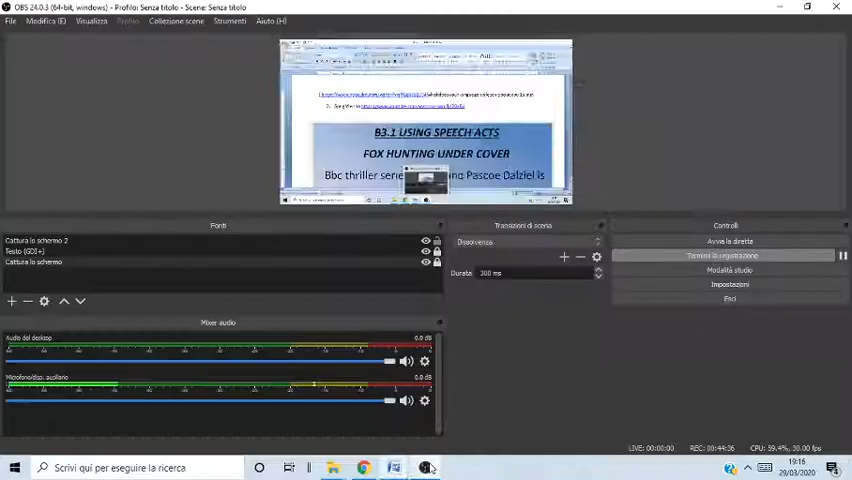 OBS 24.0.3 (64-bit, windows) - Profilo: Senza titolo - Scene: Senza titolo
File Modifica (E) Visualizza Profilo Collezione scene Strumenti Aiuto (H)
B3.1 USING SPEECH ACTS
FOX HUNTING UNDER COVER
Bbc thriller Pascoe Dalziel is
Fonti
Cattura lo schermo 2
Testo (GDI+)
Cattura lo schermo
Transizioni di scena
Dissolvenza
Durata 300 ms
Controlli
Avvia la diretta
Termina la registrazione
Modalità studio
Impostazioni
Esci
Mixer audio
Audio del desktop 0.0 dB
Microfono/disp. ausiliario 0.0 dB
LIVE: 00:00:00 REC: 00:44:36 CPU: 59.4%, 30.00 fps
Scrivi qui per eseguire la ricerca
19:16
29/03/2020